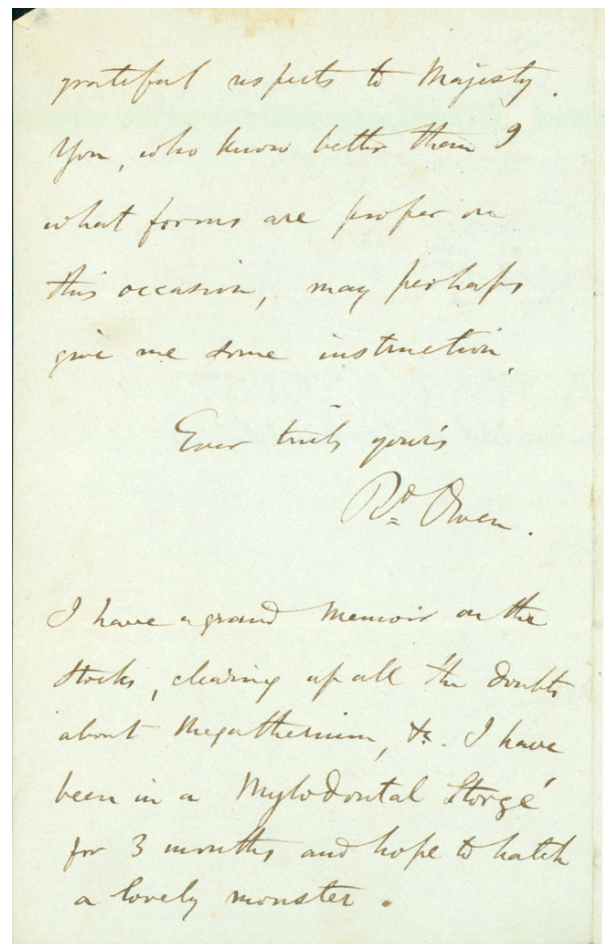 grateful respects to Majesty.
You, who know better than I
what forms are proper on
this occasion, may perhaps
give me some instruction.
Ever truly your's
Rd Owen.
I have a grand Memoir on the
Stocks, clearing up all the doubts
about Megatherium, &c. I have
been in a Mylodontal Storgé
for 3 months and hope to hatch
a lovely monster.